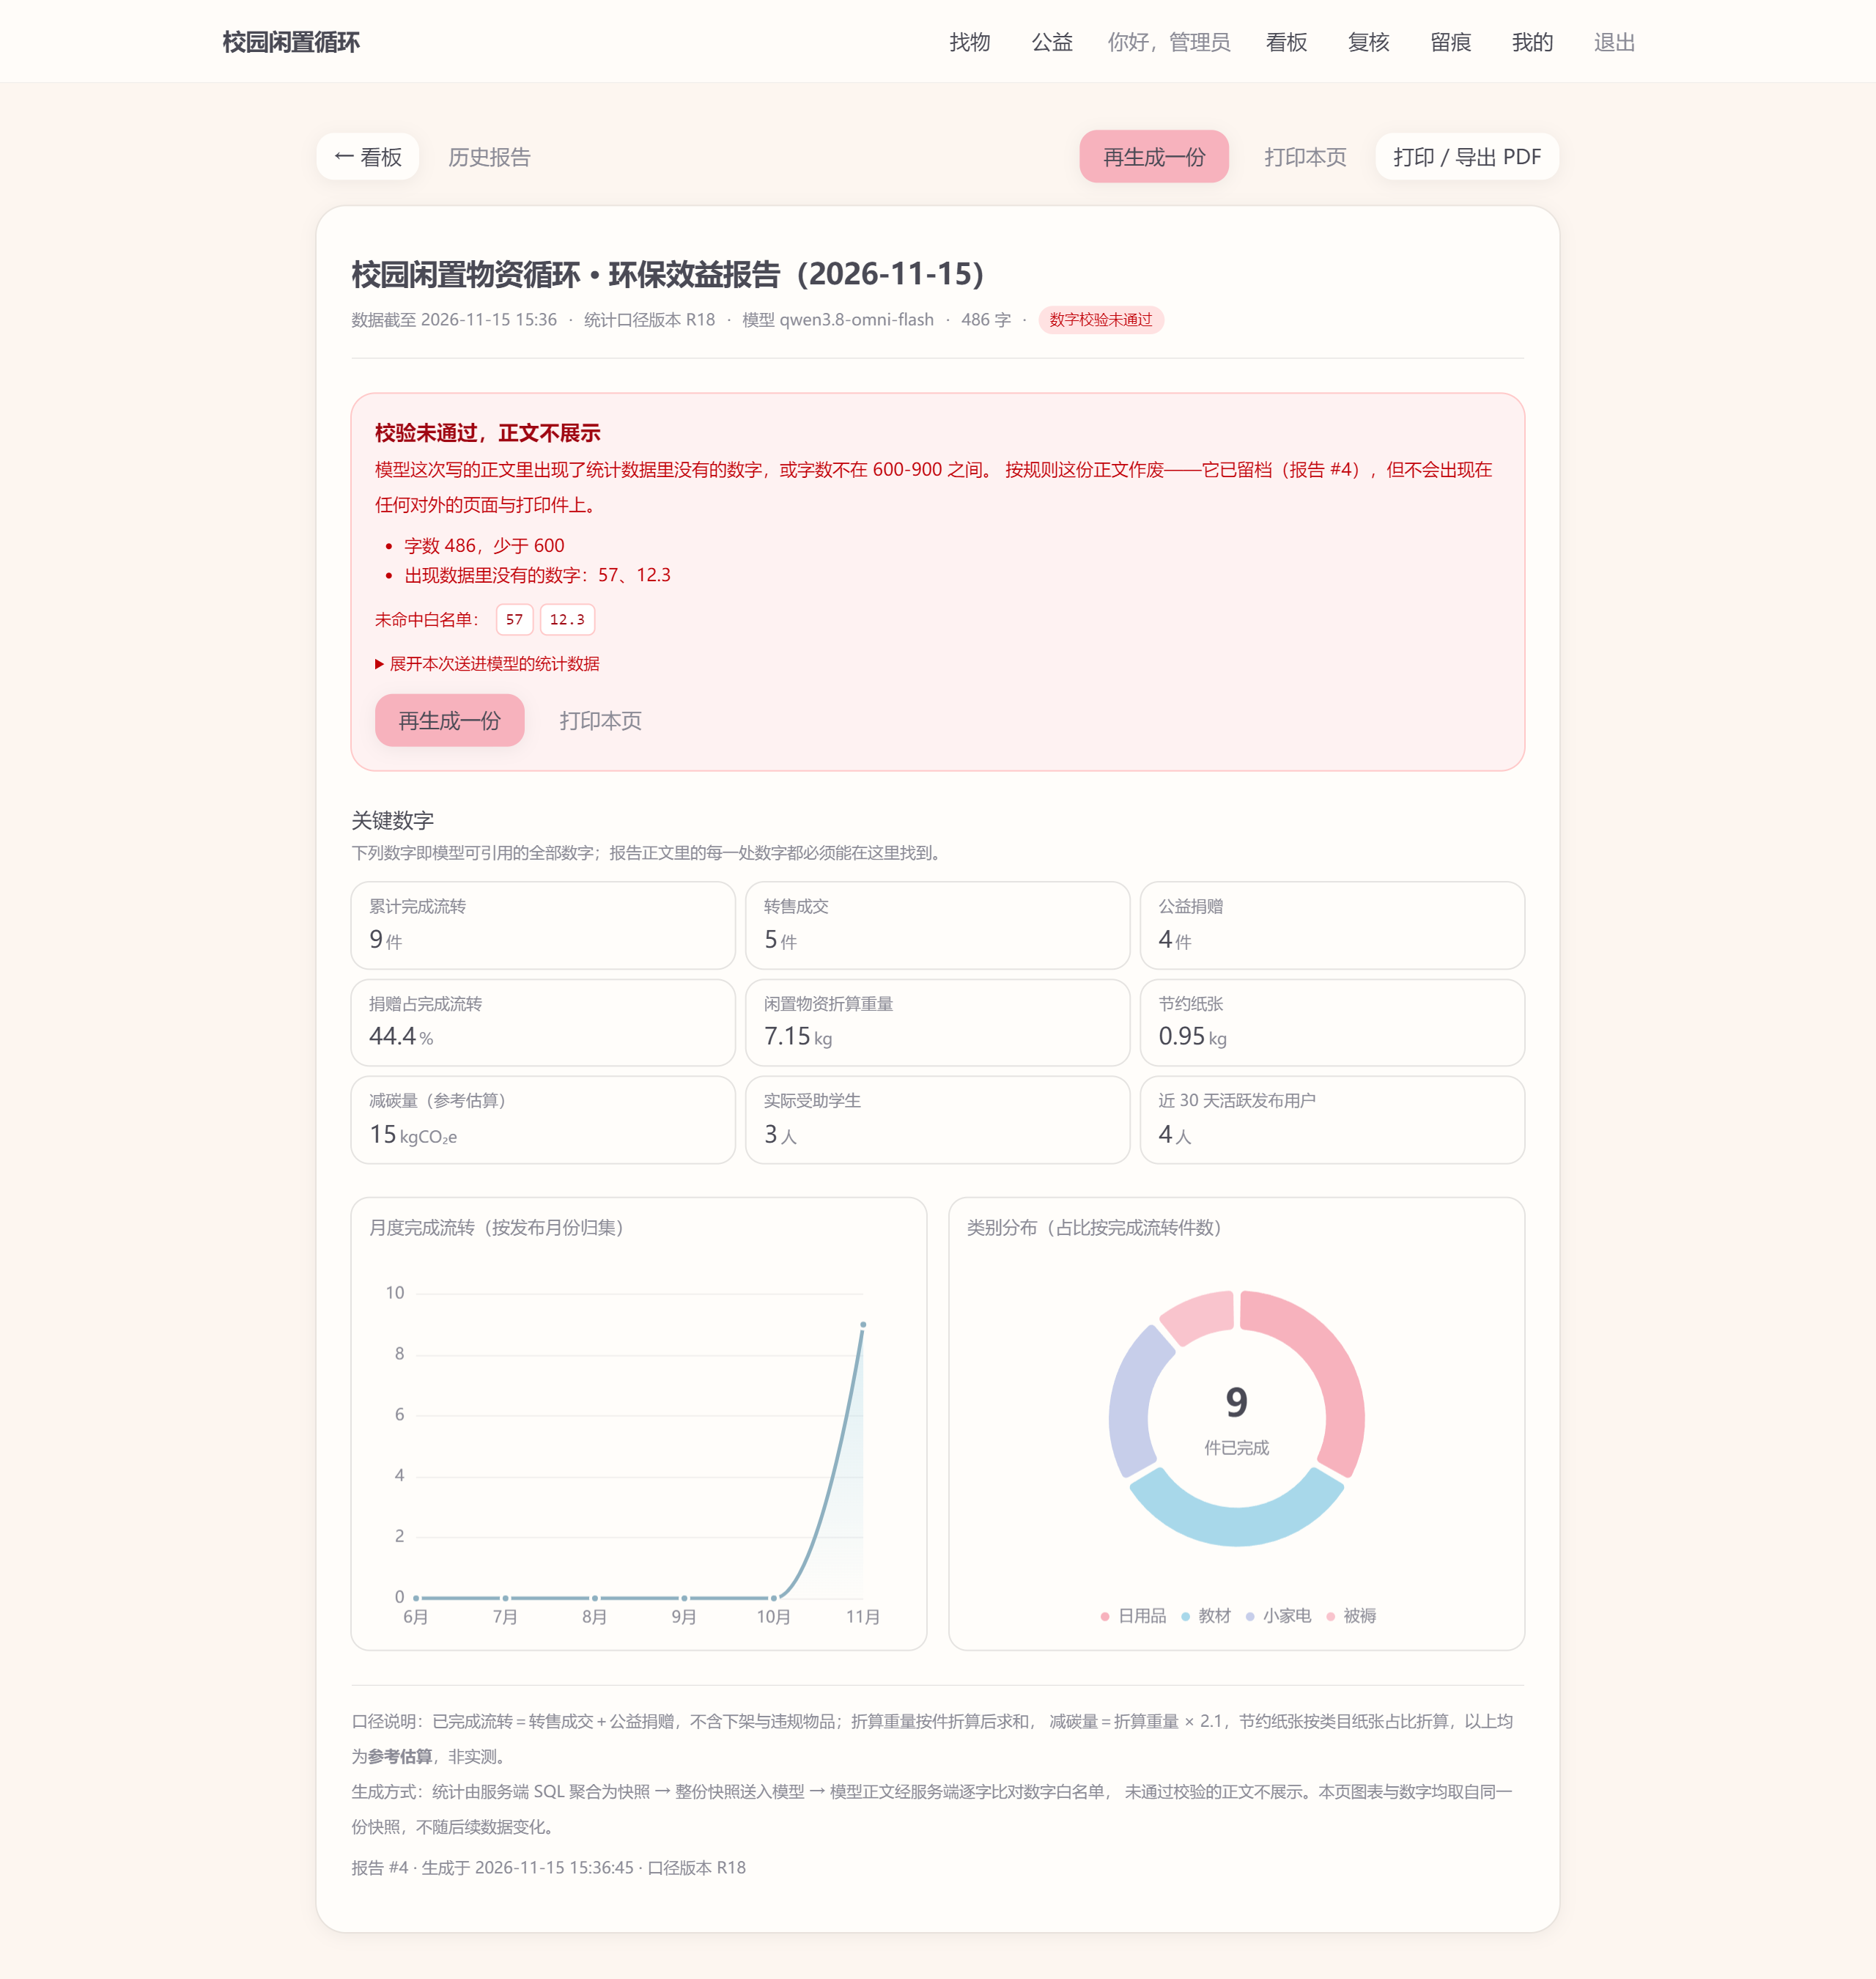 校园闲置循环
找物 公益 你好，管理员 看板 复核 留痕 我的 退出
← 看板 历史报告 再生成一份 打印本页 打印 / 导出 PDF
校园闲置物资循环 • 环保效益报告（2026-11-15）
数据截至 2026-11-15 15:36 · 统计口径版本 R18 · 模型 qwen3.8-omni-flash · 486 字 · 数字校验未通过
校验未通过，正文不展示
模型这次写的正文里出现了统计数据里没有的数字，或字数不在 600-900 之间。 按规则这份正文作废——它已留档（报告 #4），但不会出现在
任何对外的页面与打印件上。
• 字数 486，少于 600
• 出现数据里没有的数字：57、12.3
未命中白名单： 57 12.3
▶ 展开本次送进模型的统计数据
再生成一份 打印本页
关键数字
下列数字即模型可引用的全部数字；报告正文里的每一处数字都必须能在这里找到。
累计完成流转
9 件
转售成交
5 件
公益捐赠
4 件
捐赠占完成流转
44.4 %
闲置物资折算重量
7.15 kg
节约纸张
0.95 kg
减碳量（参考估算）
15 kgCO₂e
实际受助学生
3 人
近 30 天活跃发布用户
4 人
月度完成流转（按发布月份归集）
10
8
6
4
2
0
6月 7月 8月 9月 10月 11月
类别分布（占比按完成流转件数）
9
件已完成
日用品 教材 小家电 被褥
口径说明：已完成流转＝转售成交＋公益捐赠，不含下架与违规物品；折算重量按件折算后求和， 减碳量＝折算重量 × 2.1，节约纸张按类目纸张占比折算，以上均
为参考估算，非实测。
生成方式：统计由服务端 SQL 聚合为快照 → 整份快照送入模型 → 模型正文经服务端逐字比对数字白名单， 未通过校验的正文不展示。本页图表与数字均取自同一
份快照，不随后续数据变化。
报告 #4 · 生成于 2026-11-15 15:36:45 · 口径版本 R18